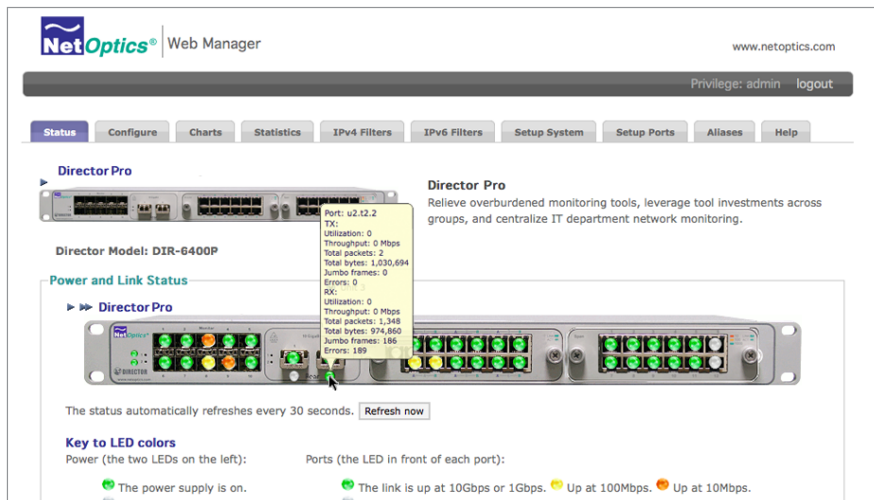 NetOptics® Web Manager
www.netoptics.com
Privilege: admin logout
Status Configure Charts Statistics IPv4 Filters IPv6 Filters Setup System Setup Ports Aliases Help
Director Pro
Director Pro
Relieve overburdened monitoring tools, leverage tool investments across
groups, and centralize IT department network monitoring.
Director Model: DIR-6400P
Port: u2.t2.2
TX:
Utilization: 0
Throughput: 0 Mbps
Total packets: 2
Total bytes: 1,030,694
Jumbo frames: 0
Errors: 0
RX:
Utilization: 0
Throughput: 0 Mbps
Total packets: 1,348
Total bytes: 974,860
Jumbo frames: 186
Errors: 189
Power and Link Status
Director Pro
NetOptics
DIRECTOR
The status automatically refreshes every 30 seconds. Refresh now
Key to LED colors
Power (the two LEDs on the left): Ports (the LED in front of each port):
The power supply is on. The link is up at 10Gbps or 1Gbps. Up at 100Mbps. Up at 10Mbps.